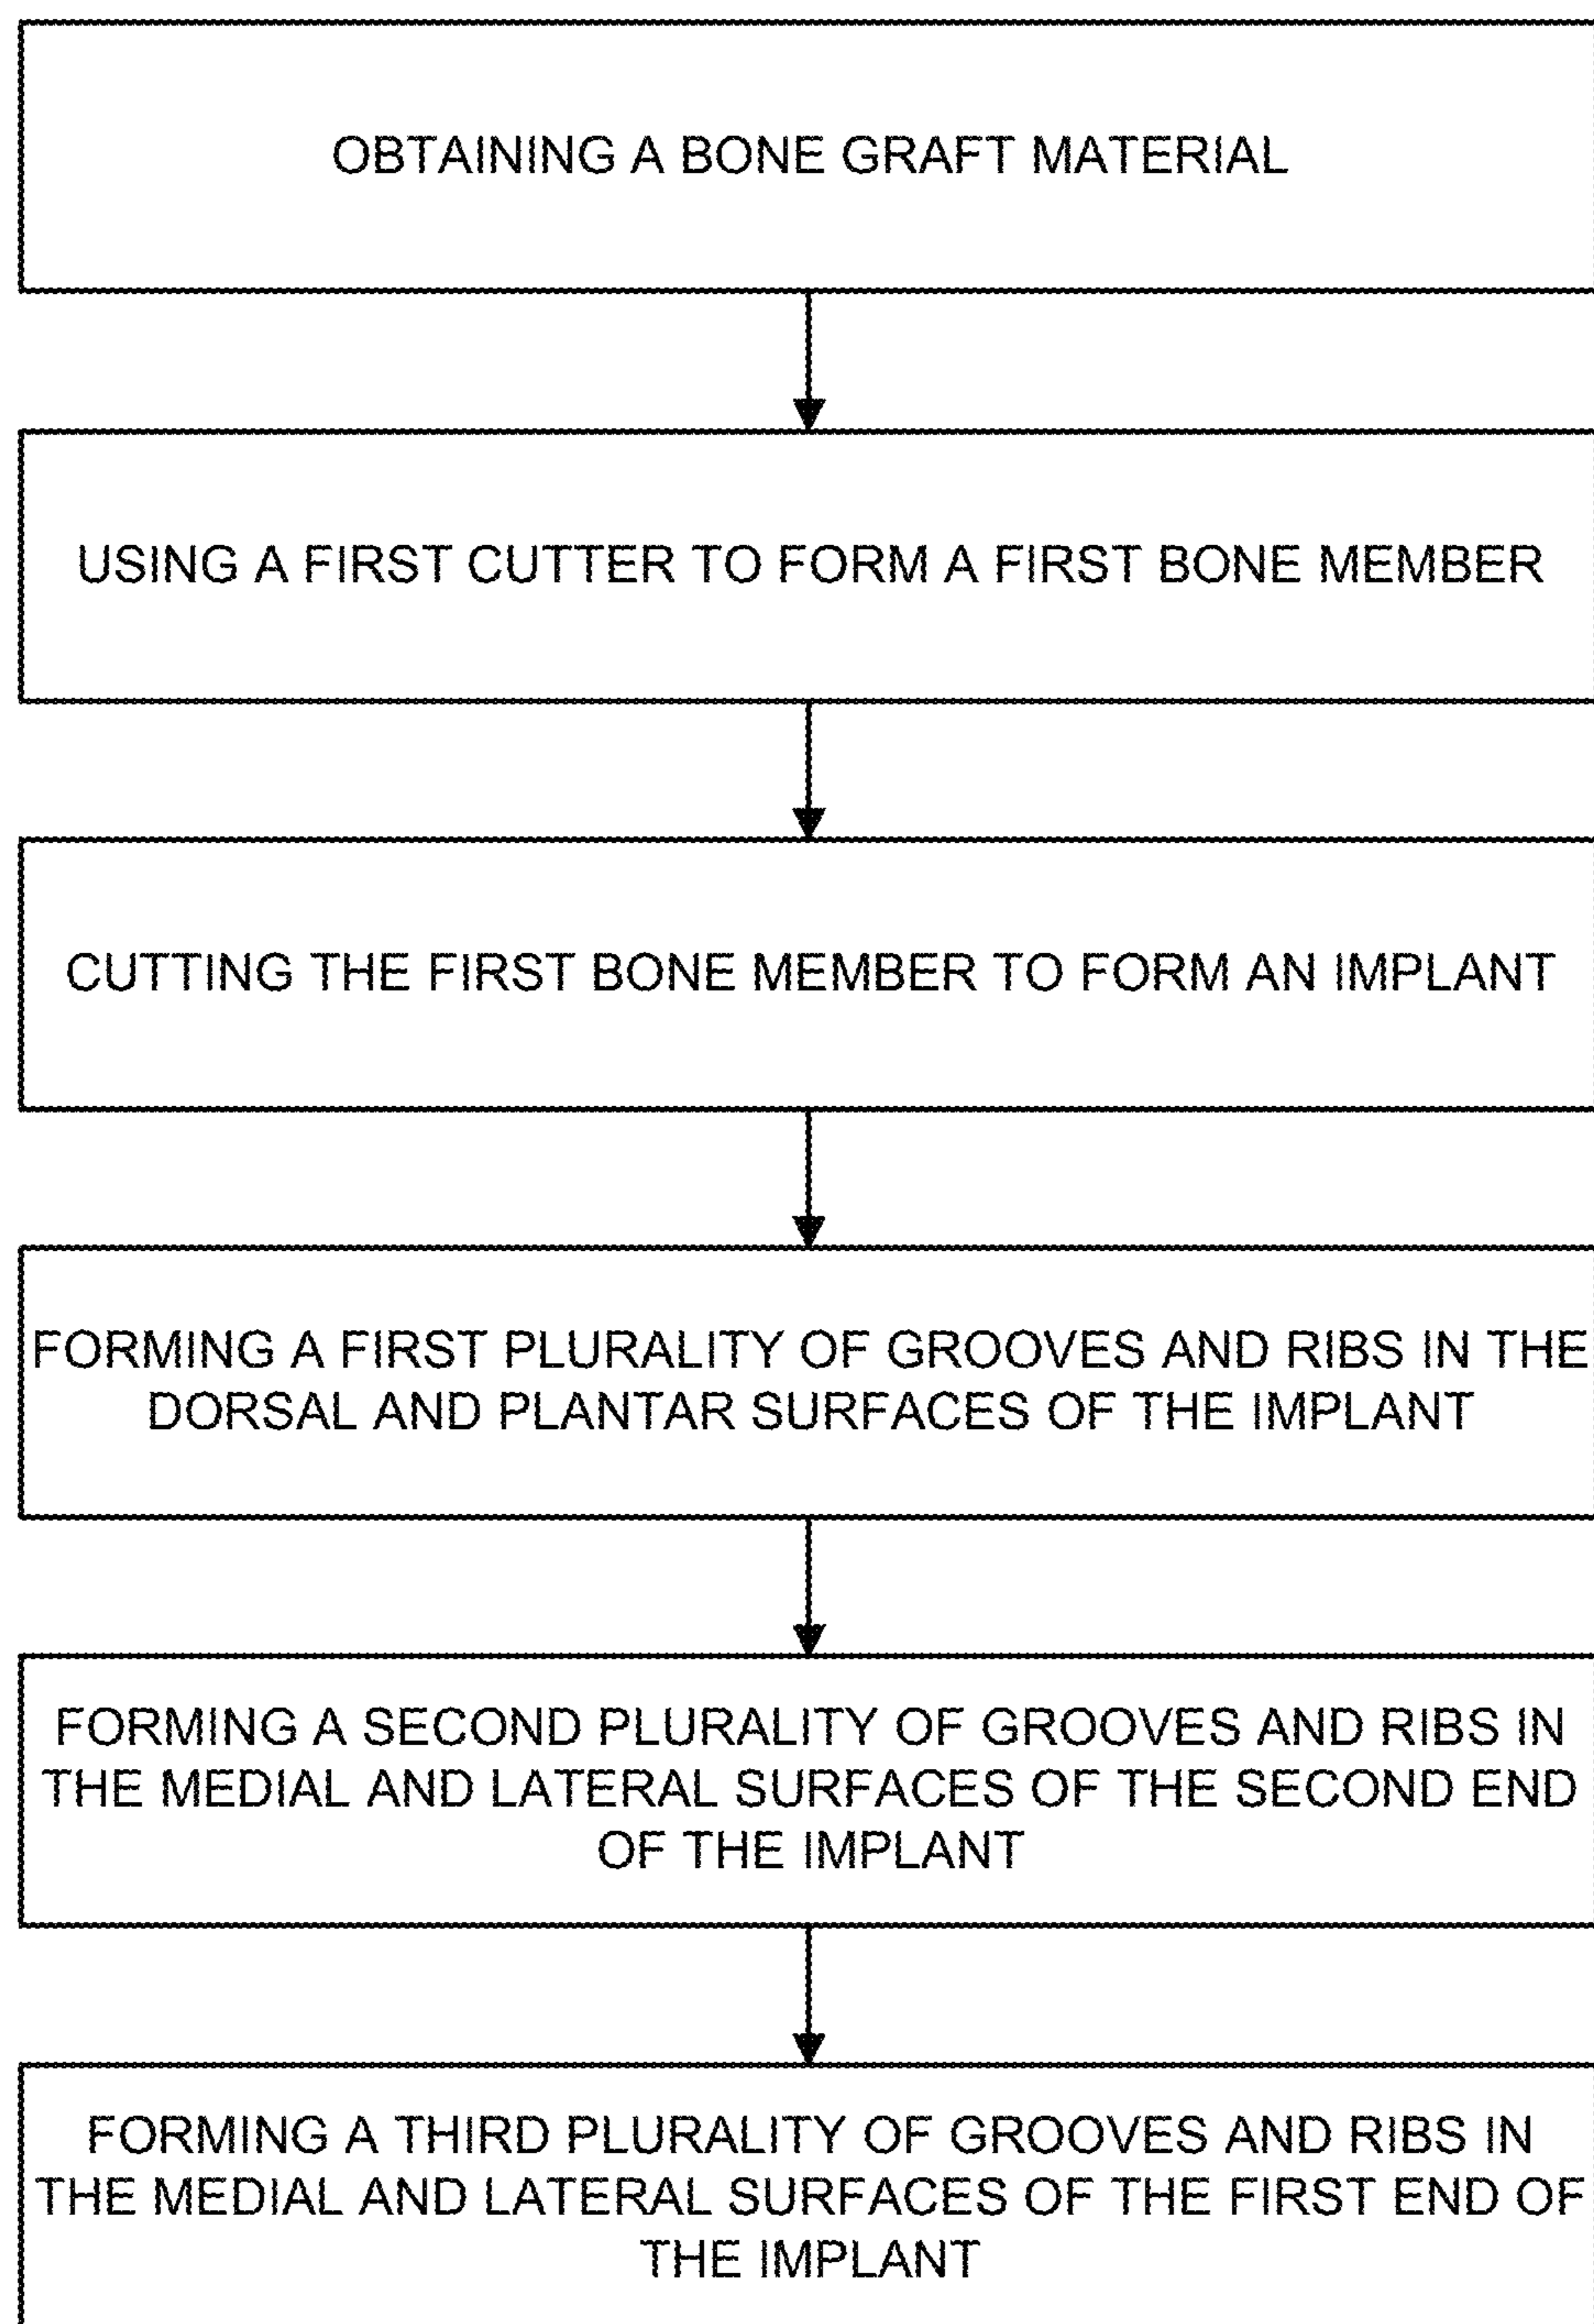 OBTAINING A BONE GRAFT MATERIAL
USING A FIRST CUTTER TO FORM A FIRST BONE MEMBER
CUTTING THE FIRST BONE MEMBER TO FORM AN IMPLANT
FORMING A FIRST PLURALITY OF GROOVES AND RIBS IN THE
DORSAL AND PLANTAR SURFACES OF THE IMPLANT
FORMING A SECOND PLURALITY OF GROOVES AND RIBS IN
THE MEDIAL AND LATERAL SURFACES OF THE SECOND END
OF THE IMPLANT
FORMING A THIRD PLURALITY OF GROOVES AND RIBS IN
THE MEDIAL AND LATERAL SURFACES OF THE FIRST END OF
THE IMPLANT